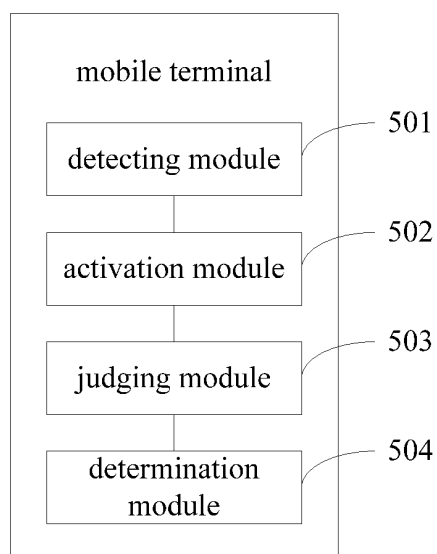 mobile terminal
detecting module
501
activation module
502
judging module
503
determination
module
504